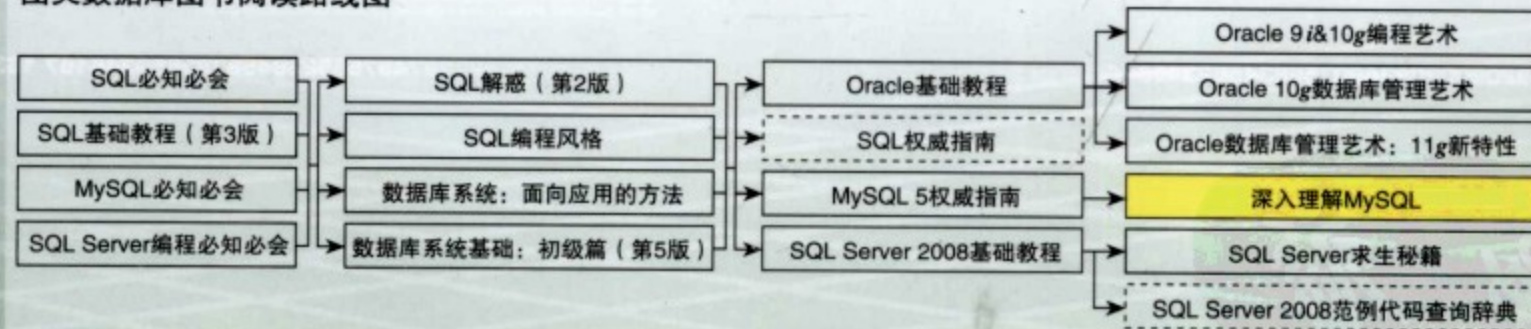 SQL必知必会
SQL基础教程（第3版）
MySQL必知必会
SQL Server编程必知必会
SQL解惑（第2版）
SQL编程风格
数据库系统：面向应用的方法
数据库系统基础：初级篇（第5版）
Oracle基础教程
SQL权威指南
MySQL 5权威指南
SQL Server 2008基础教程
Oracle 9i&10g编程艺术
Oracle 10g数据库管理艺术
Oracle数据库管理艺术：11g新特性
深入理解MySQL
SQL Server求生秘籍
SQL Server 2008范例代码查询辞典